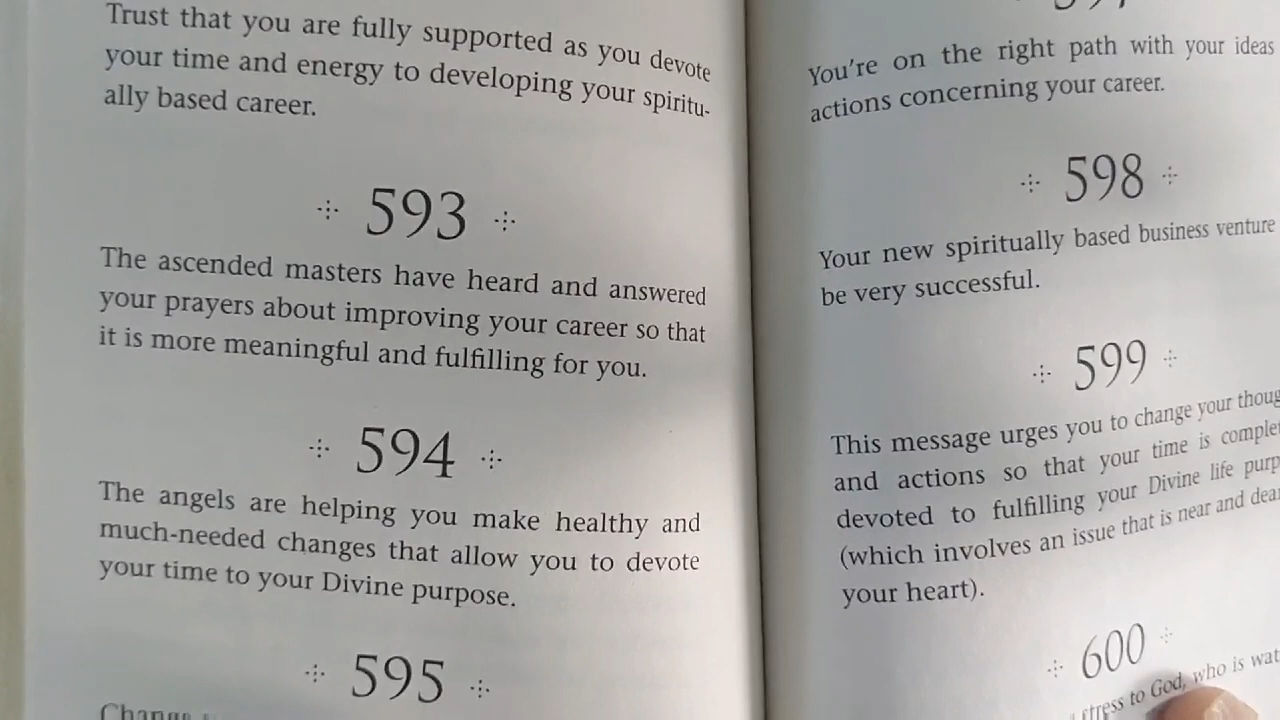 Trust that you are fully supported as you devote
your time and energy to developing your spiritu-
ally based career.
593
The ascended masters have heard and answered
your prayers about improving your career so that
it is more meaningful and fulfilling for you.
594
The angels are helping you make healthy and
much-needed changes that allow you to devote
your time to your Divine purpose.
595
You're on the right path with your ideas
actions concerning your career.
598
Your new spiritually based business venture
be very successful.
599
This message urges you to change your
and actions so that your time is
devoted to fulfilling your Divine life
(which involves an issue that is near and dear
your heart).
600
to God, who is